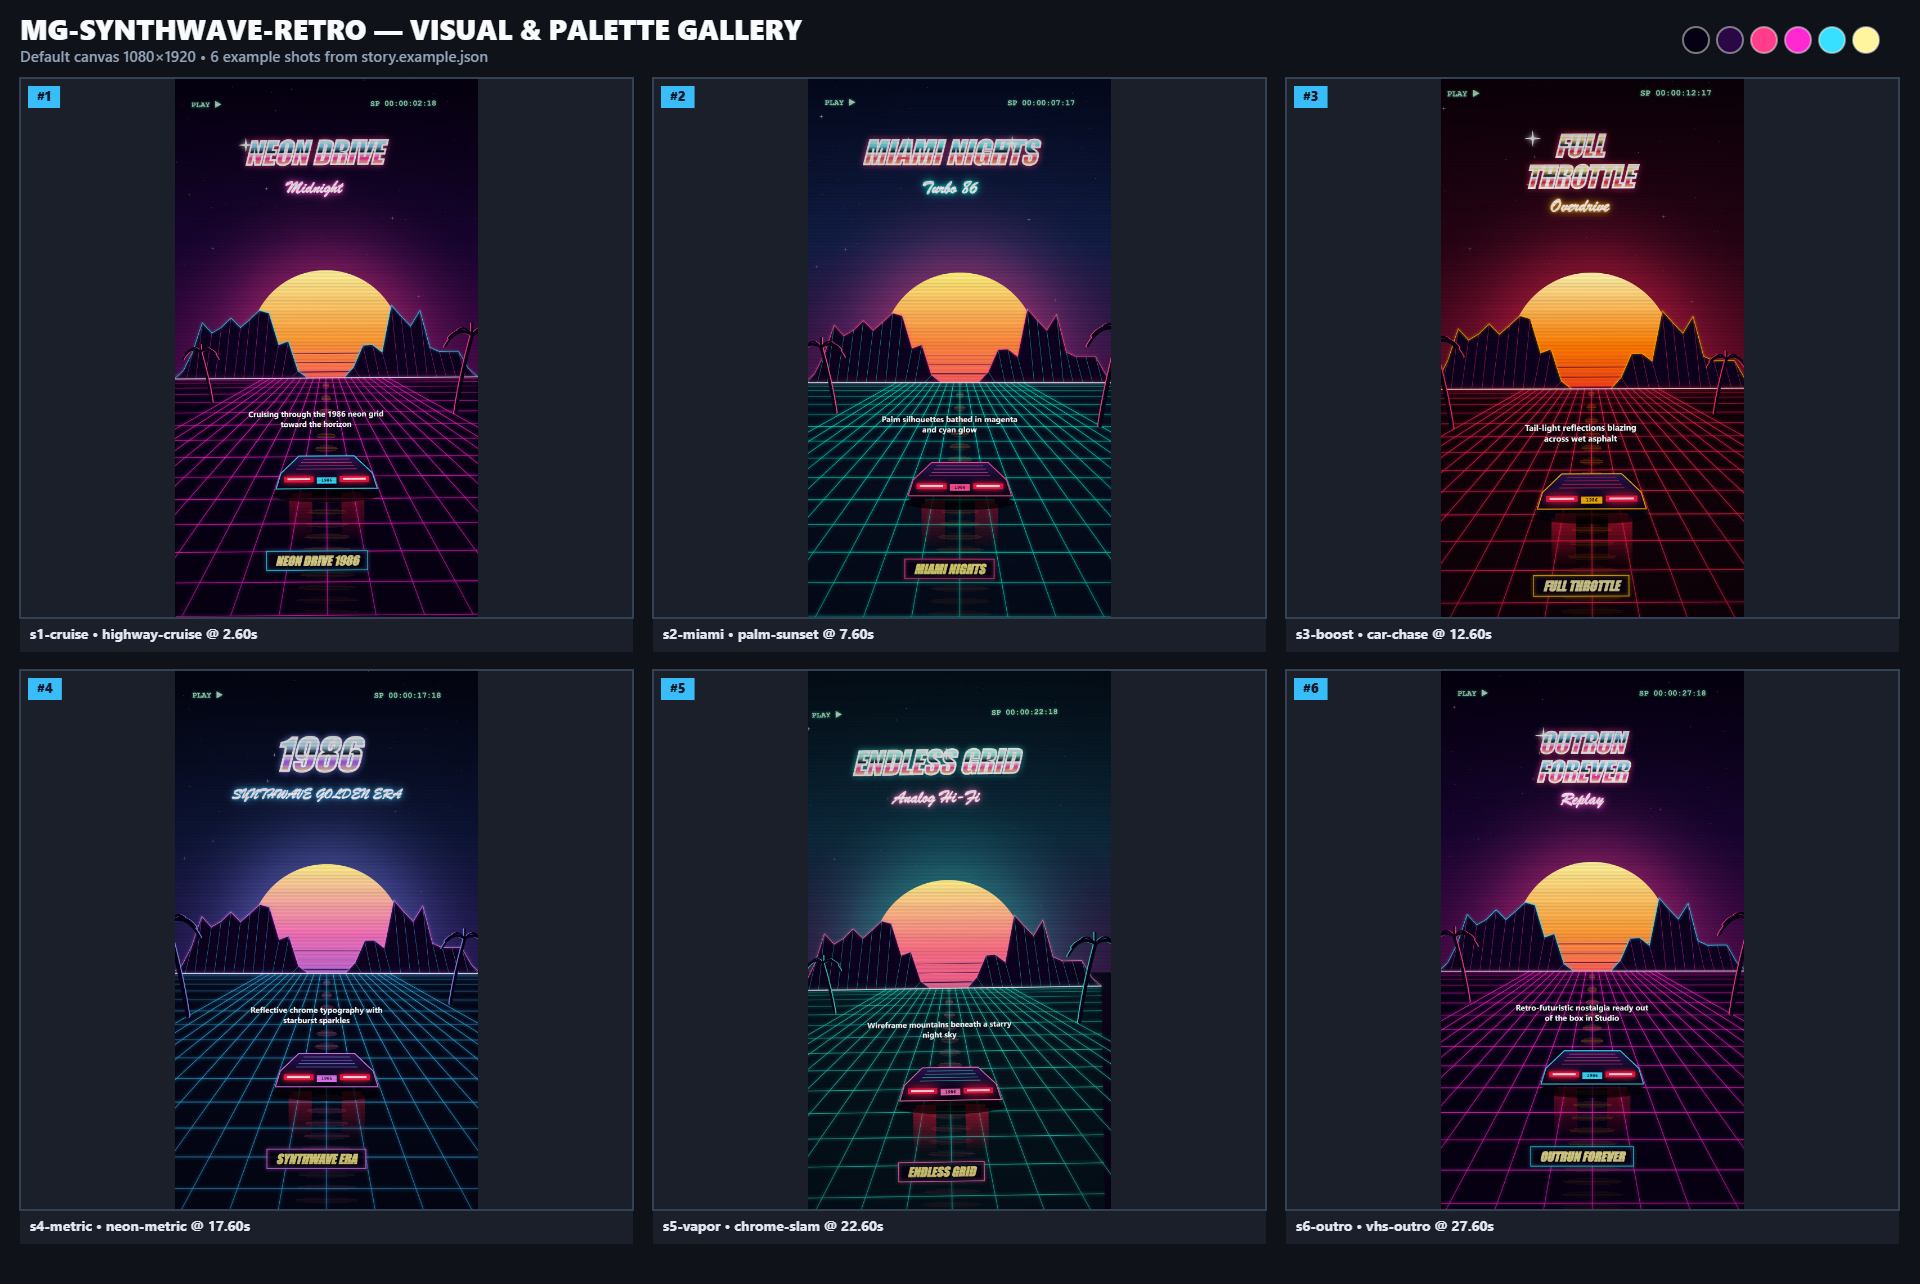 MG-SYNTHWAVE-RETRO — VISUAL & PALETTE GALLERY
Default canvas 1080×1920 • 6 example shots from story.example.json
#1
PLAY ▶
SP 00:00:02:18
NEON DRIVE
Midnight
Cruising through the 1986 neon grid
toward the horizon
1986
NEON DRIVE 1986
s1-cruise • highway-cruise @ 2.60s
#2
PLAY ▶
SP 00:00:07:17
MIAMI NIGHTS
Turbo 86
Palm silhouettes bathed in magenta
and cyan glow
1986
MIAMI NIGHTS
s2-miami • palm-sunset @ 7.60s
#3
PLAY ▶
SP 00:00:12:17
FULL
THROTTLE
Overdrive
Tail-light reflections blazing
across wet asphalt
1986
FULL THROTTLE
s3-boost • car-chase @ 12.60s
#4
PLAY ▶
SP 00:00:17:18
1986
SYNTHWAVE GOLDEN ERA
Reflective chrome typography with
starburst sparkles
1986
SYNTHWAVE ERA
s4-metric • neon-metric @ 17.60s
#5
PLAY ▶
SP 00:00:22:18
ENDLESS GRID
Analog Hi-Fi
Wireframe mountains beneath a starry
night sky
1986
ENDLESS GRID
s5-vapor • chrome-slam @ 22.60s
#6
PLAY ▶
SP 00:00:27:18
OUTRUN
FOREVER
Replay
Retro-futuristic nostalgia ready out
of the box in Studio
1986
OUTRUN FOREVER
s6-outro • vhs-outro @ 27.60s